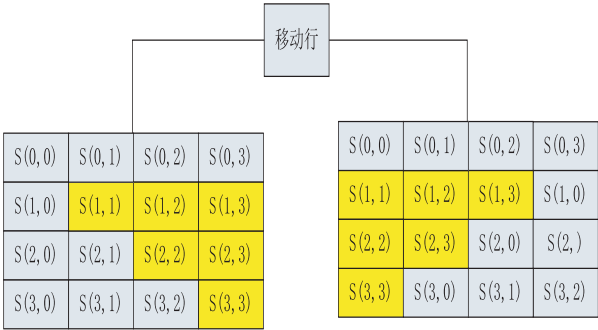 移动行
S(0,0) S(0,1) S(0,2) S(0,3)
S(1,0) S(1,1) S(1,2) S(1,3)
S(2,0) S(2,1) S(2,2) S(2,3)
S(3,0) S(3,1) S(3,2) S(3,3)
S(0,0) S(0,1) S(0,2) S(0,3)
S(1,1) S(1,2) S(1,3) S(1,0)
S(2,2) S(2,3) S(2,0) S(2,)
S(3,3) S(3,0) S(3,1) S(3,2)